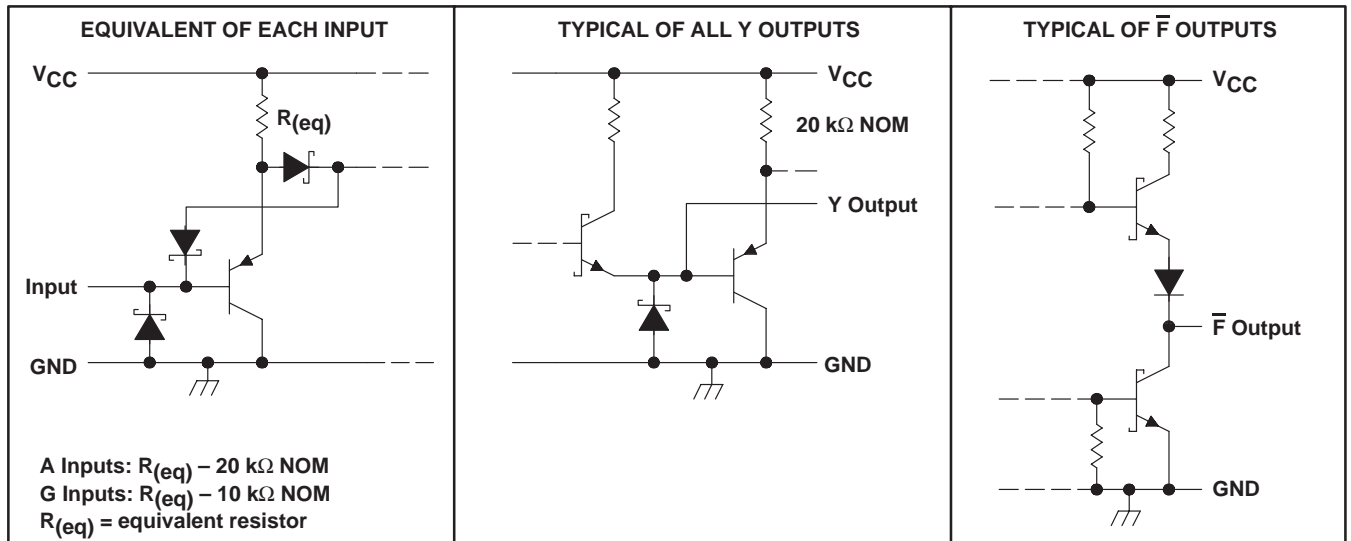 EQUIVALENT OF EACH INPUT
VCC
R(eq)
Input
GND
A Inputs: R(eq) – 20 kΩ NOM
G Inputs: R(eq) – 10 kΩ NOM
R(eq) = equivalent resistor
TYPICAL OF ALL Y OUTPUTS
VCC
20 kΩ NOM
Y Output
GND
TYPICAL OF F̅ OUTPUTS
VCC
F̅ Output
GND